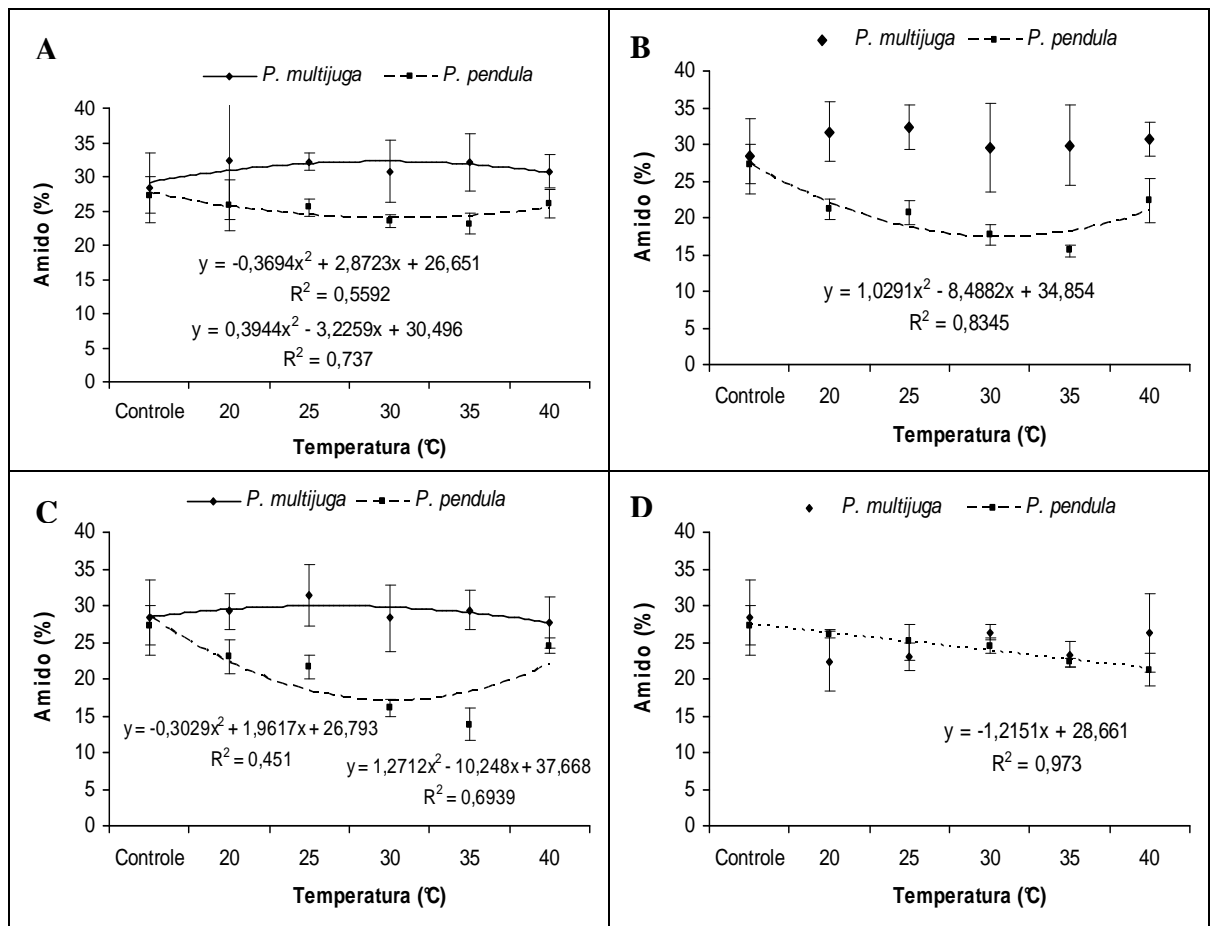 A
P. multijuga P. pendula
40
35
30
25
20
15
10
5
0
Amido (%)
y = -0,3694x² + 2,8723x + 26,651
R² = 0,5592
y = 0,3944x² - 3,2259x + 30,496
R² = 0,737
Controle 20 25 30 35 40
Temperatura (°C)
B
P. multijuga P. pendula
40
35
30
25
20
15
10
5
0
Amido (%)
y = 1,0291x² - 8,4882x + 34,854
R² = 0,8345
Controle 20 25 30 35 40
Temperatura (°C)
C
P. multijuga P. pendula
40
35
30
25
20
15
10
5
0
Amido (%)
y = -0,3029x² + 1,9617x + 26,793
R² = 0,451
y = 1,2712x² - 10,248x + 37,668
R² = 0,6939
Controle 20 25 30 35 40
Temperatura (°C)
D
P. multijuga P. pendula
40
35
30
25
20
15
10
5
0
Amido (%)
y = -1,2151x + 28,661
R² = 0,973
Controle 20 25 30 35 40
Temperatura (°C)